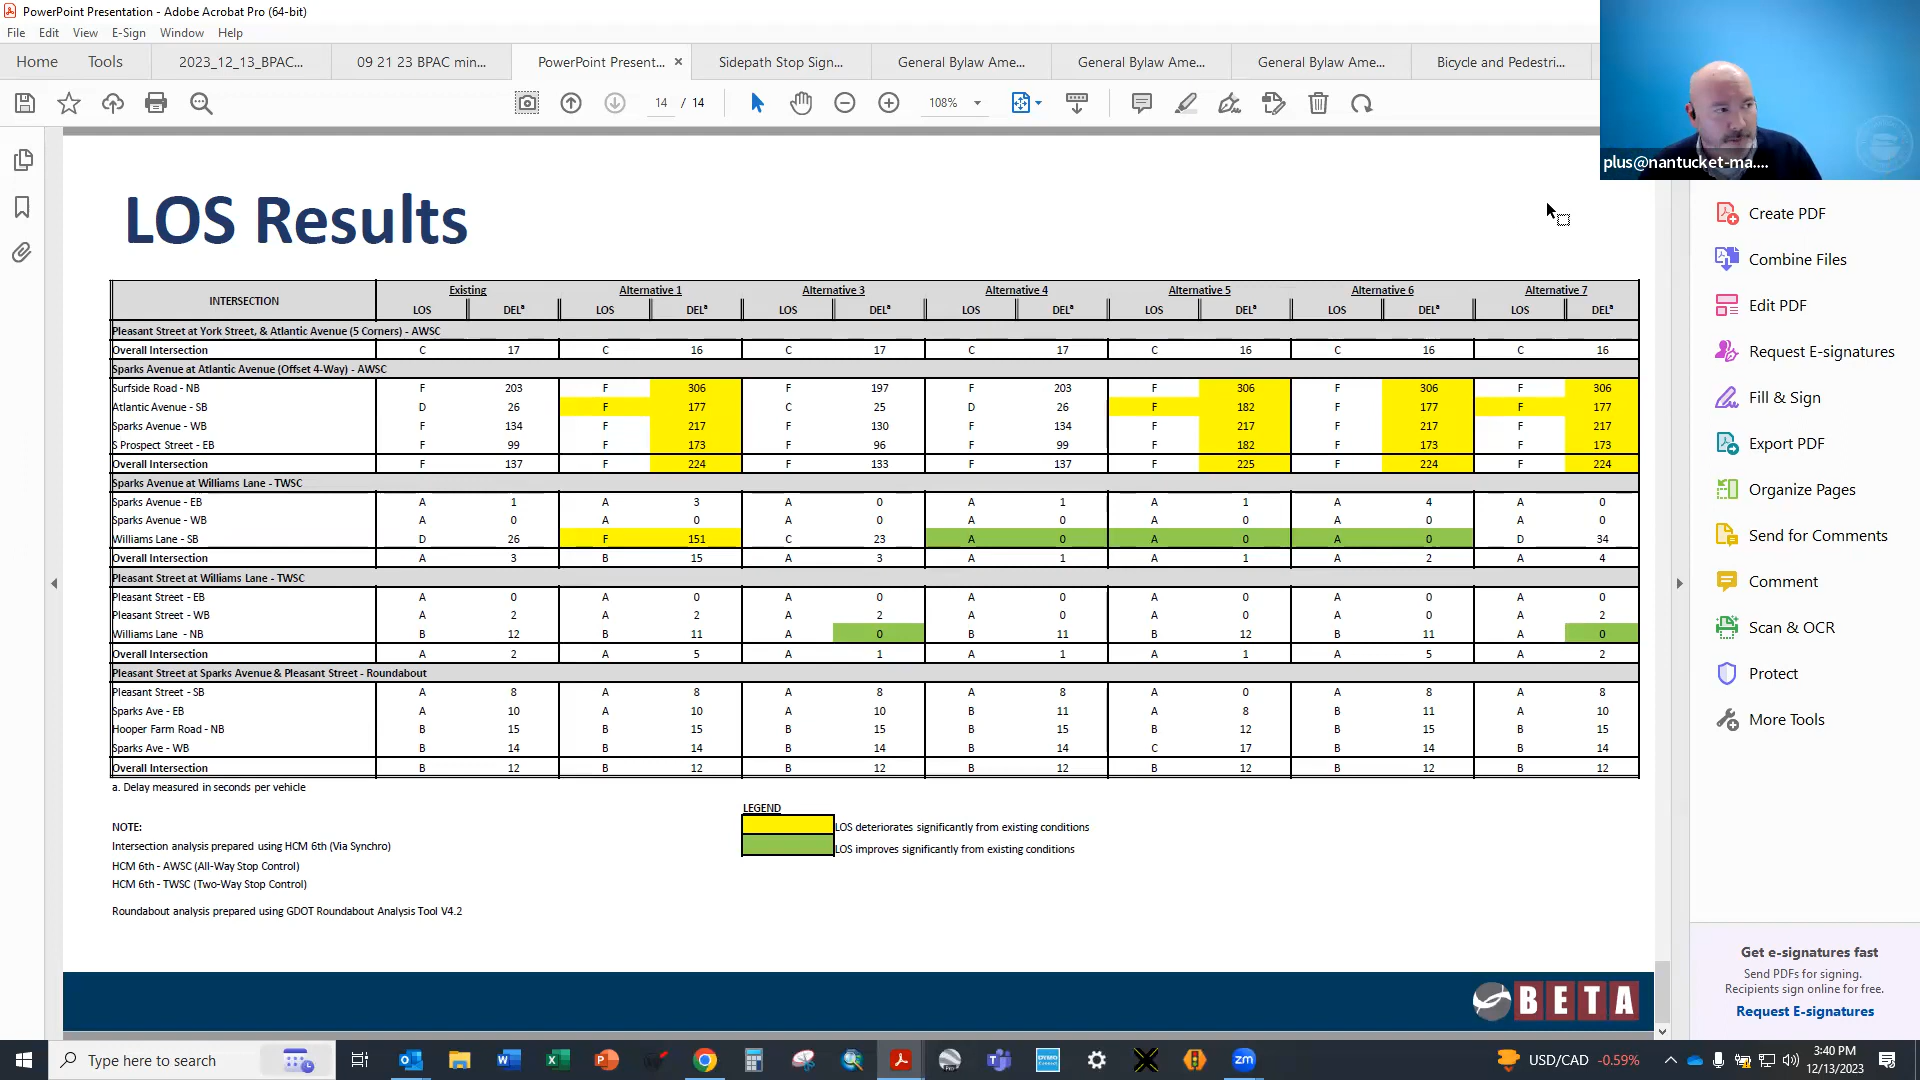 PowerPoint Presentation - Adobe Acrobat Pro (64-bit)
File Edit View E-Sign Window Help
Home Tools 2023_12_13_BPAC... 09 21 23 BPAC min... PowerPoint Present... × Sidepath Stop Sign... General Bylaw Ame... General Bylaw Ame... General Bylaw Ame... Bicycle and Pedestri...
14 / 14 108%
plus@nantucket-ma....
LOS Results
INTERSECTION Existing Alternative 1 Alternative 3 Alternative 4 Alternative 5 Alternative 6 Alternative 7
LOS DELª LOS DELª LOS DELª LOS DELª LOS DELª LOS DELª LOS DELª
Pleasant Street at York Street, & Atlantic Avenue (5 Corners) - AWSC
Overall Intersection C 17 C 16 C 17 C 17 C 16 C 16 C 16
Sparks Avenue at Atlantic Avenue (Offset 4-Way) - AWSC
Surfside Road - NB F 203 F 306 F 197 F 203 F 306 F 306 F 306
Atlantic Avenue - SB D 26 F 177 C 25 D 26 F 182 F 177 F 177
Sparks Avenue - WB F 134 F 217 F 130 F 134 F 217 F 217 F 217
S Prospect Street - EB F 99 F 173 F 96 F 99 F 182 F 173 F 173
Overall Intersection F 137 F 224 F 133 F 137 F 225 F 224 F 224
Sparks Avenue at Williams Lane - TWSC
Sparks Avenue - EB A 1 A 3 A 0 A 1 A 1 A 4 A 0
Sparks Avenue - WB A 0 A 0 A 0 A 0 A 0 A 0 A 0
Williams Lane - SB D 26 F 151 C 23 A 0 A 0 A 0 D 34
Overall Intersection A 3 B 15 A 3 A 1 A 1 A 2 A 4
Pleasant Street at Williams Lane - TWSC
Pleasant Street - EB A 0 A 0 A 0 A 0 A 0 A 0 A 0
Pleasant Street - WB A 2 A 2 A 2 A 0 A 0 A 0 A 2
Williams Lane - NB B 12 B 11 A 0 B 11 B 12 B 11 A 0
Overall Intersection A 2 A 5 A 1 A 1 A 1 A 5 A 2
Pleasant Street at Sparks Avenue & Pleasant Street - Roundabout
Pleasant Street - SB A 8 A 8 A 8 A 8 A 0 A 8 A 8
Sparks Ave - EB A 10 A 10 A 10 B 11 A 8 B 11 A 10
Hooper Farm Road - NB B 15 B 15 B 15 B 15 B 12 B 15 B 15
Sparks Ave - WB B 14 B 14 B 14 B 14 C 17 B 14 B 14
Overall Intersection B 12 B 12 B 12 B 12 B 12 B 12 B 12
a. Delay measured in seconds per vehicle
LEGEND
LOS deteriorates significantly from existing conditions
LOS improves significantly from existing conditions
NOTE:
Intersection analysis prepared using HCM 6th (Via Synchro)
HCM 6th - AWSC (All-Way Stop Control)
HCM 6th - TWSC (Two-Way Stop Control)
Roundabout analysis prepared using GDOT Roundabout Analysis Tool V4.2
BETA
Create PDF
Combine Files
Edit PDF
Request E-signatures
Fill & Sign
Export PDF
Organize Pages
Send for Comments
Comment
Scan & OCR
Protect
More Tools
Get e-signatures fast
Send PDFs for signing.
Recipients sign online for free.
Request E-signatures
Type here to search
USD/CAD -0.59%
3:40 PM
12/13/2023